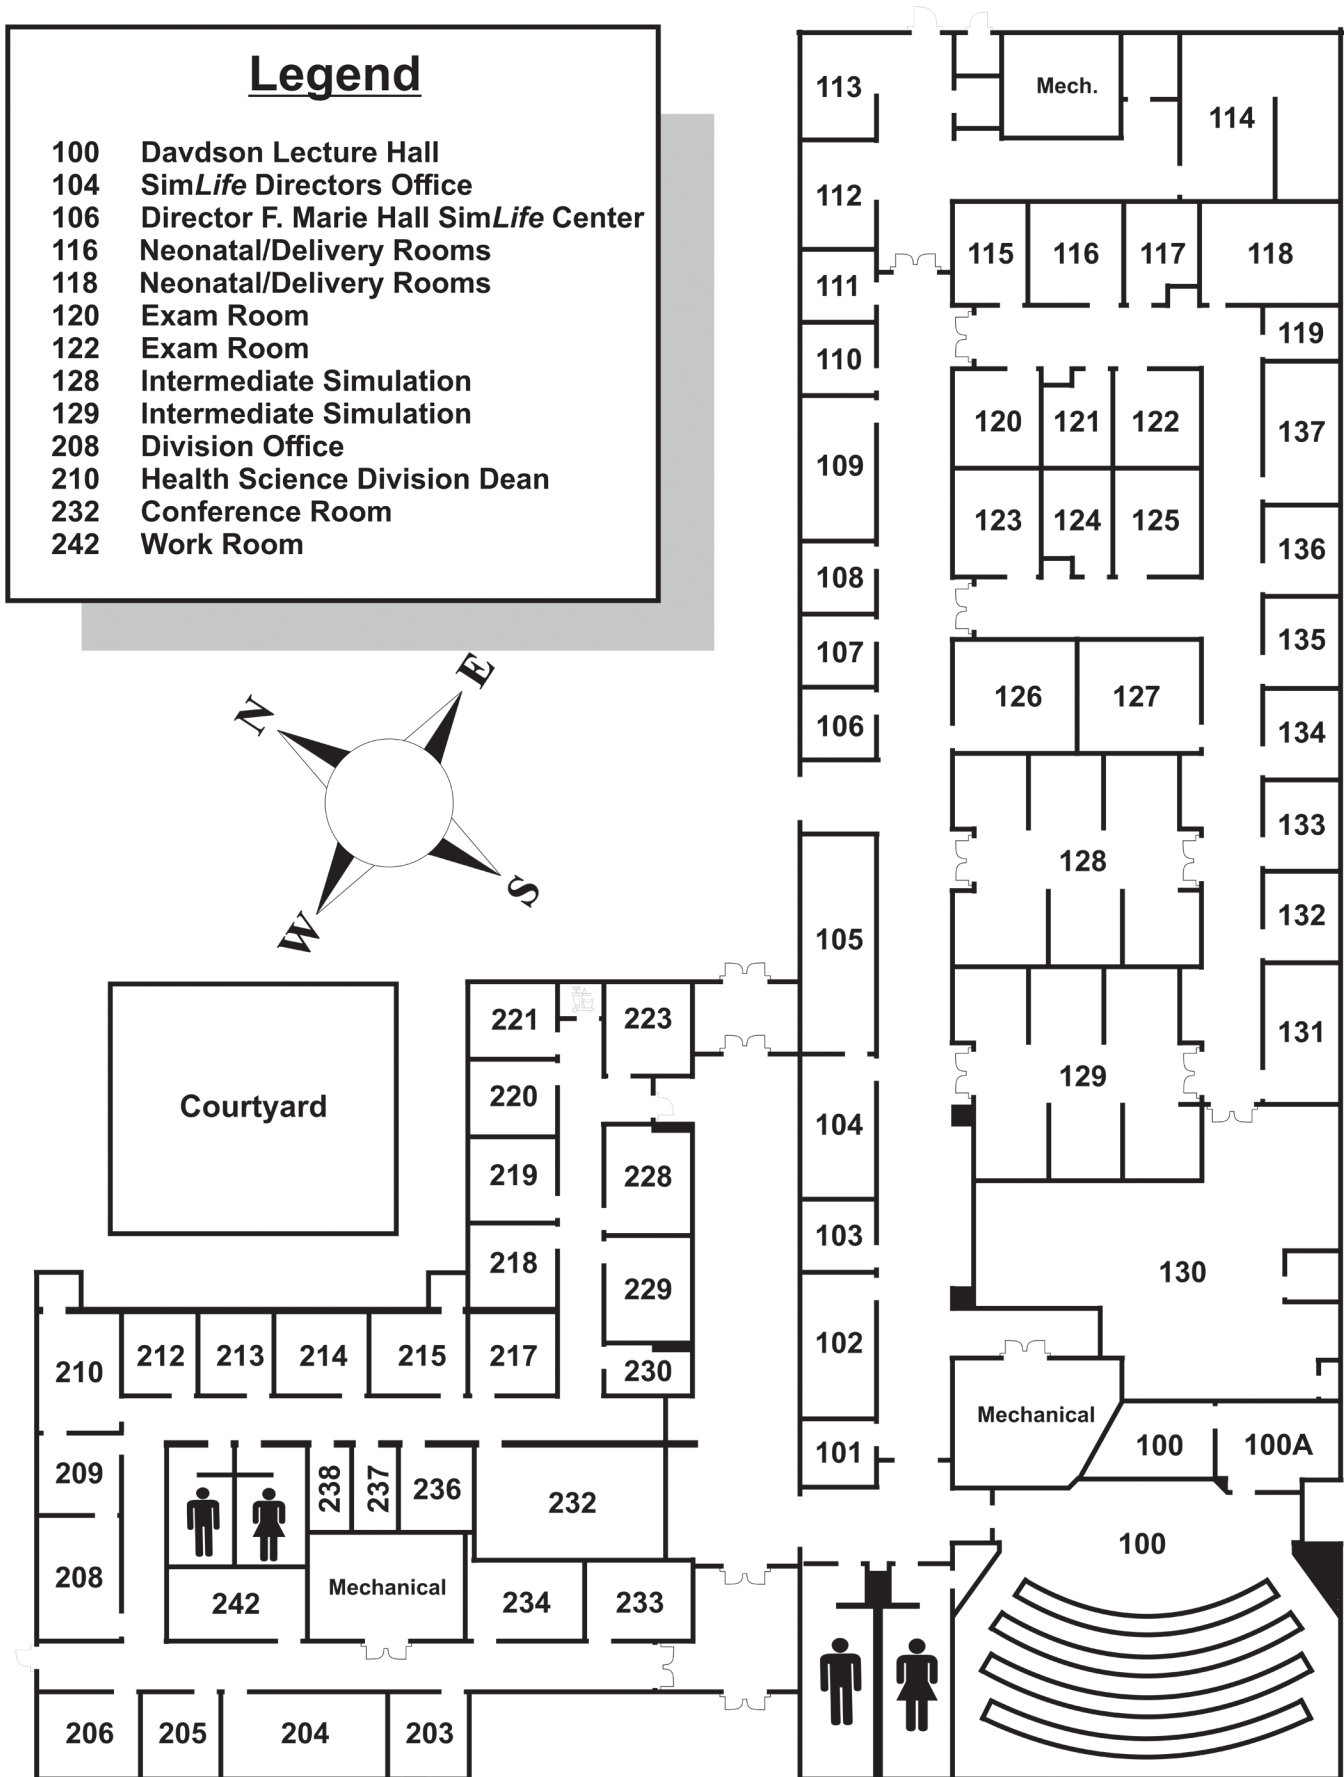 Legend
100 Davdson Lecture Hall
104 SimLife Directors Office
106 Director F. Marie Hall SimLife Center
116 Neonatal/Delivery Rooms
118 Neonatal/Delivery Rooms
120 Exam Room
122 Exam Room
128 Intermediate Simulation
129 Intermediate Simulation
208 Division Office
210 Health Science Division Dean
232 Conference Room
242 Work Room
N
E
S
W
113
Mech.
114
112
115
116
117
118
111
119
110
120
121
122
137
109
123
124
125
136
108
135
107
126
127
134
106
133
128
132
105
131
221
223
129
Courtyard
220
104
219
228
103
218
229
130
102
210
212
213
214
215
217
230
Mechanical
100
100A
101
209
238
237
236
232
100
208
242
Mechanical
234
233
206
205
204
203